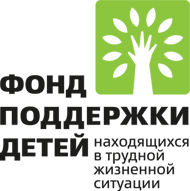 ФОНД
ПОДДЕРЖКИ
ДЕТЕЙ
находящихся
в трудной
жизненной
ситуации